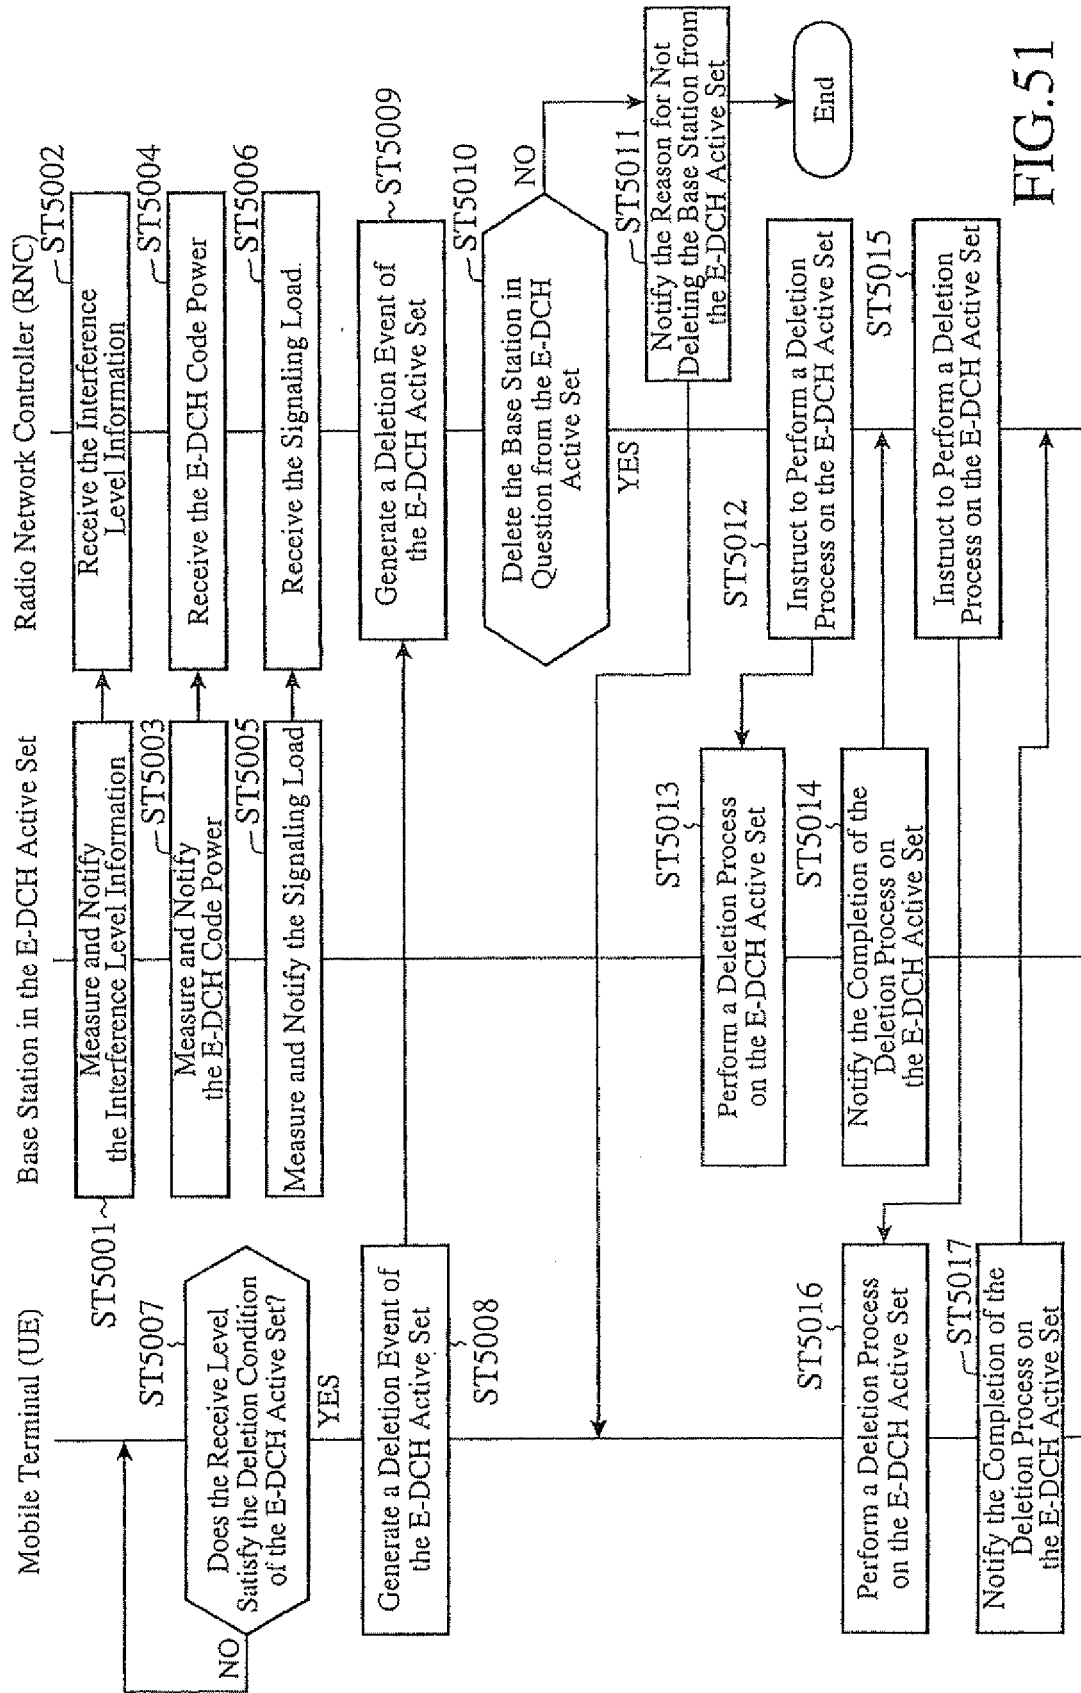 Mobile Terminal (UE)
Base Station in the E-DCH Active Set
Radio Network Controller (RNC)
ST5001
Measure and Notify
the Interference Level Information
ST5002
Receive the Interference
Level Information
ST5003
Measure and Notify
the E-DCH Code Power
ST5004
Receive the E-DCH Code Power
ST5005
Measure and Notify the Signaling Load
ST5006
Receive the Signaling Load
ST5007
Does the Receive Level
Satisfy the Deletion Condition
of the E-DCH Active Set?
NO
YES
Generate a Deletion Event of
the E-DCH Active Set
ST5008
Generate a Deletion Event of
the E-DCH Active Set
ST5009
ST5010
Delete the Base Station in
Question from the E-DCH
Active Set
NO
YES
ST5011
Notify the Reason for Not
Deleting the Base Station from
the E-DCH Active Set
End
ST5012
Instruct to Perform a Deletion
Process on the E-DCH Active Set
ST5013
Perform a Deletion Process
on the E-DCH Active Set
ST5014
Notify the Completion of the
Deletion Process on
the E-DCH Active Set
ST5015
Instruct to Perform a Deletion
Process on the E-DCH Active Set
ST5016
Perform a Deletion Process
on the E-DCH Active Set
ST5017
Notify the Completion of the
Deletion Process on
the E-DCH Active Set
FIG.51